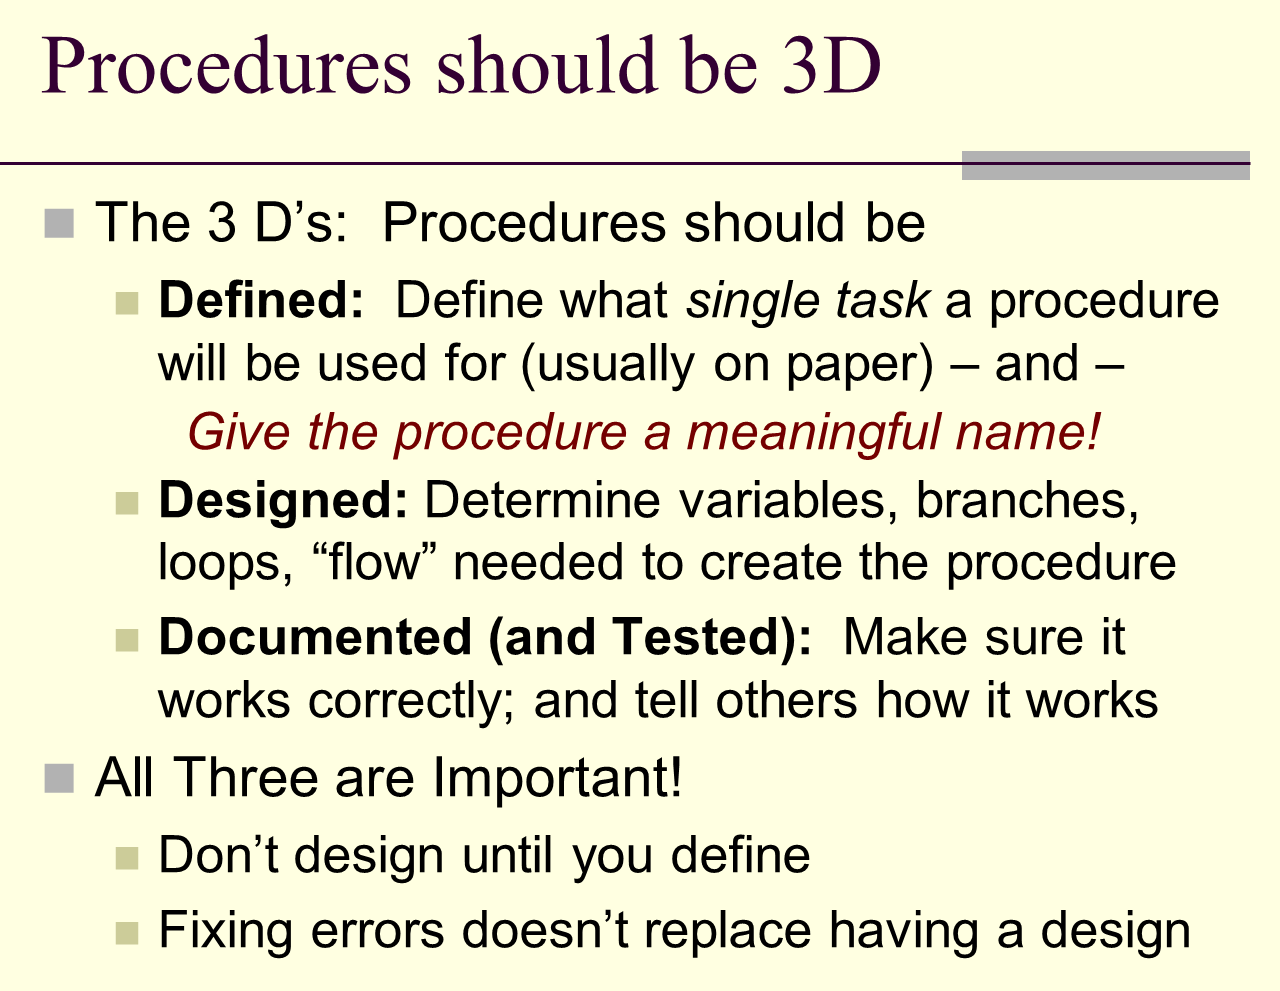 Procedures should be 3D
The 3 D’s:  Procedures should be
Defined:  Define what single task a procedure
will be used for (usually on paper) – and –
Give the procedure a meaningful name!
Designed: Determine variables, branches,
loops, “flow” needed to create the procedure
Documented (and Tested):  Make sure it
works correctly; and tell others how it works
All Three are Important!
Don’t design until you define
Fixing errors doesn’t replace having a design